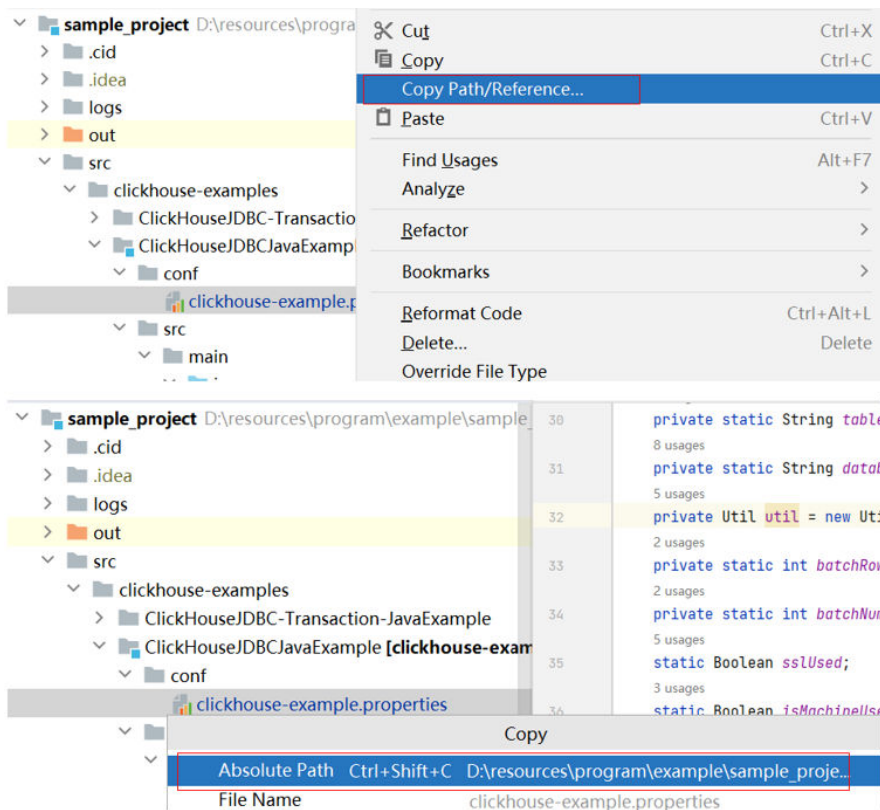 sample_project D:\resources\progra
.cid
.idea
logs
out
src
clickhouse-examples
ClickHouseJDBC-Transactio
ClickHouseJDBCJavaExampl
conf
clickhouse-example.p
src
main
Cut Ctrl+X
Copy Ctrl+C
Copy Path/Reference...
Paste Ctrl+V
Find Usages Alt+F7
Analyze
Refactor
Bookmarks
Reformat Code Ctrl+Alt+L
Delete... Delete
Override File Type
sample_project D:\resources\program\example\sample_
.cid
.idea
logs
out
src
clickhouse-examples
ClickHouseJDBC-Transaction-JavaExample
ClickHouseJDBCJavaExample [clickhouse-exam
conf
clickhouse-example.properties
30 private static String table
8 usages
31 private static String datab
5 usages
32 private Util util = new Uti
2 usages
33 private static int batchRow
2 usages
34 private static int batchNum
5 usages
35 static Boolean sslUsed;
3 usages
36 static Boolean isMachineUse
Copy
Absolute Path Ctrl+Shift+C D:\resources\program\example\sample_proje...
File Name clickhouse-example.properties